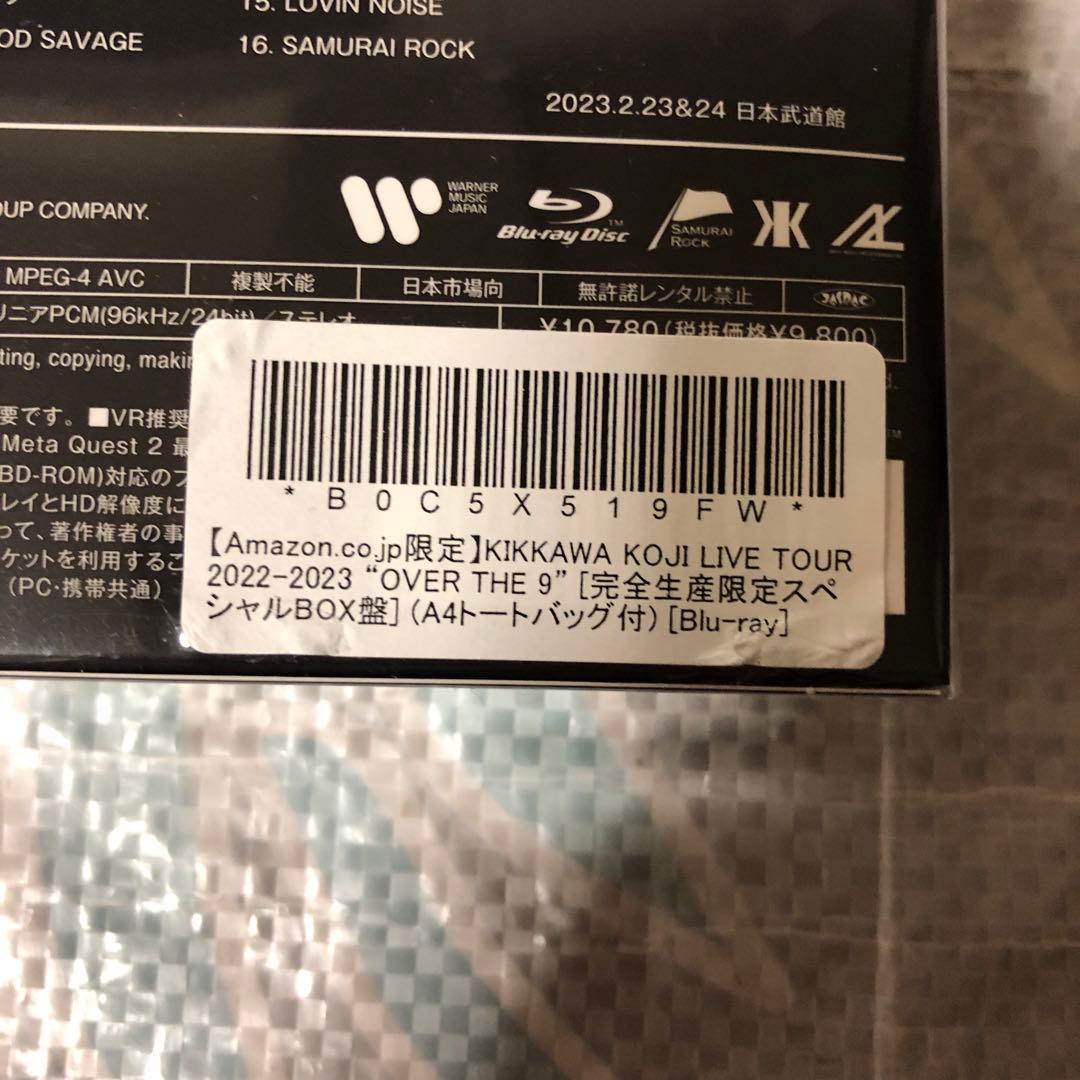 15. LOVIN' NOISE
OD SAVAGE
16. SAMURAI ROCK
2023.2.23&24 日本武道館
OUP COMPANY.
WARNER
MUSIC
JAPAN
Blu-ray Disc
SAMURAI
ROCK
MPEG-4 AVC
複製不能
日本市場向
無許諾レンタル禁止
JASRAC
リニアPCM(96kHz/24bit)／ステレオ
¥10,780(税抜価格¥9,800)
ting, copying, makin
要です。■VR推奨
Meta Quest 2 最
BD-ROM)対応のプ
レイとHD解像度に
って、著作権者の事
ケットを利用するこ
(PC・携帯共通)
*B0C5X519FW*
【Amazon.co.jp限定】KIKKAWA KOJI LIVE TOUR
2022-2023 “OVER THE 9” [完全生産限定スペ
シャルBOX盤] (A4トートバッグ付) [Blu-ray]